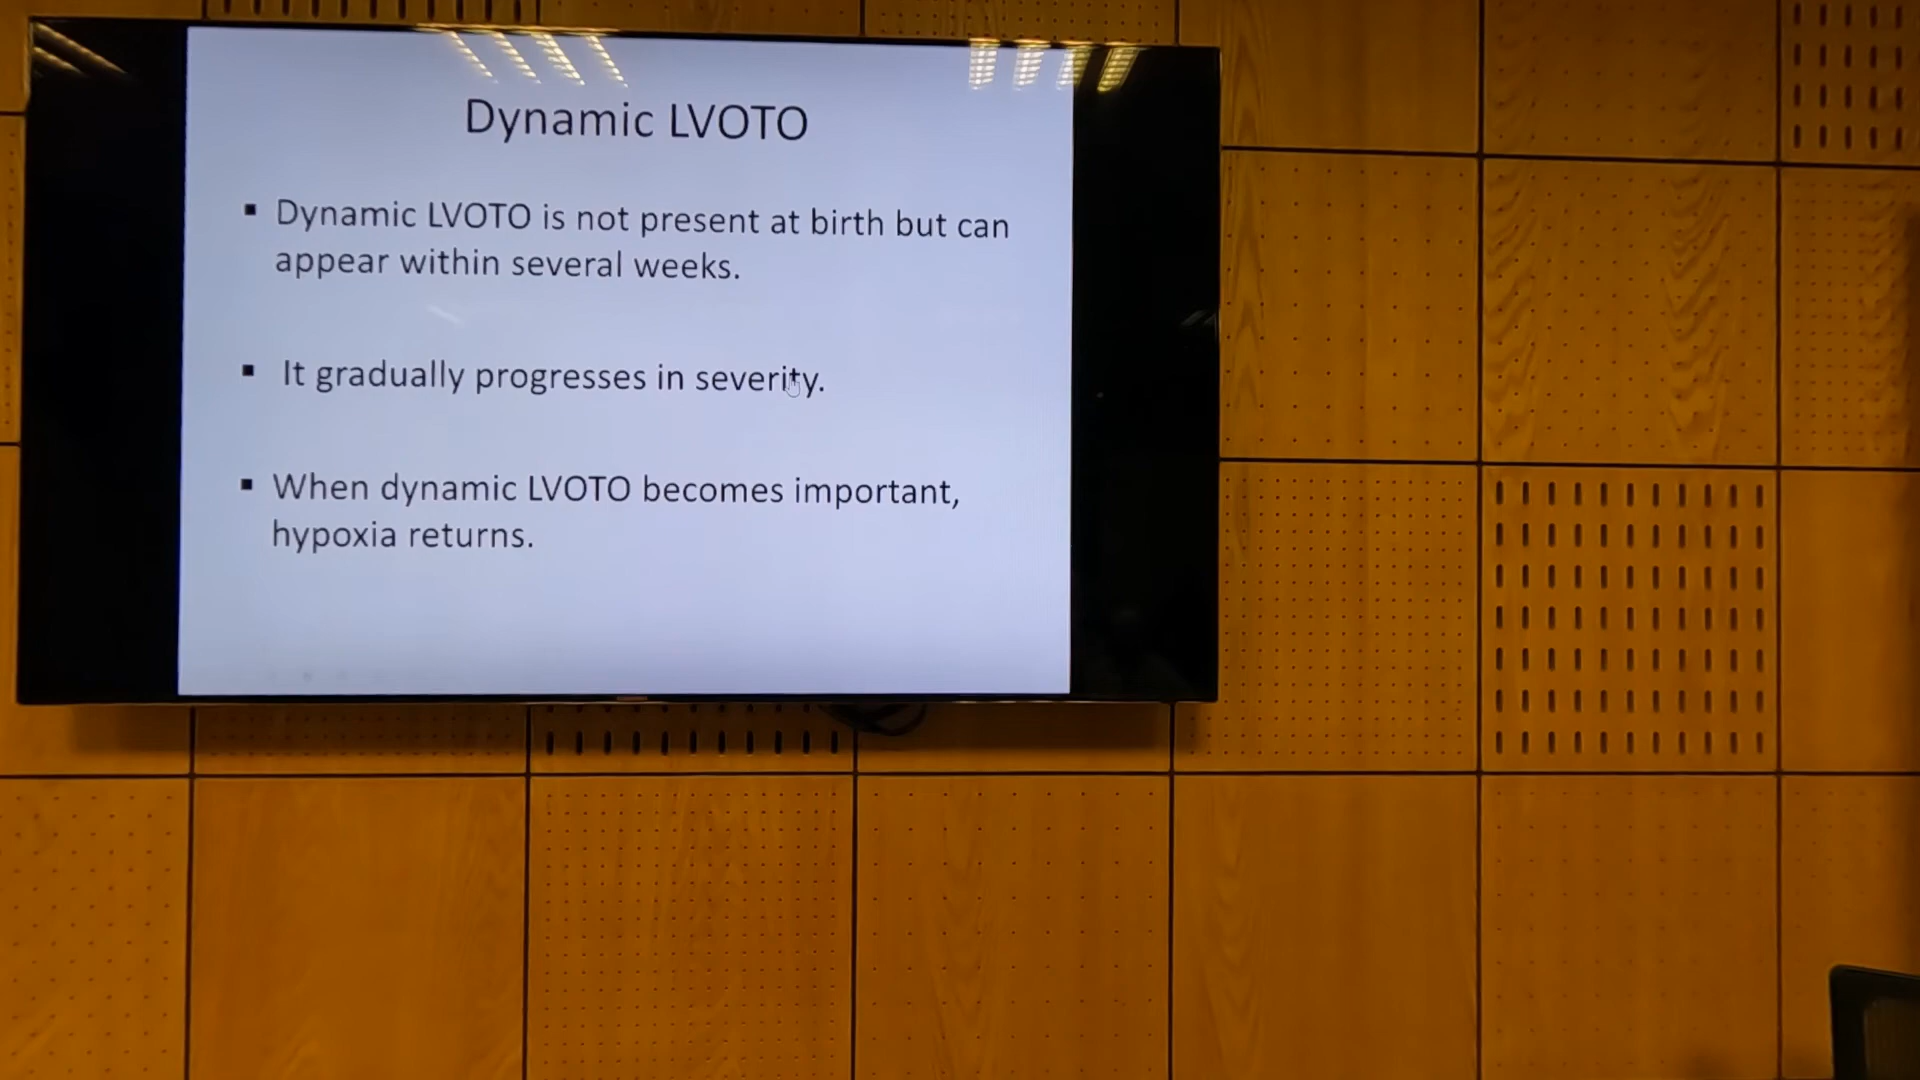 Dynamic LVOTO
▪ Dynamic LVOTO is not present at birth but can
appear within several weeks.
▪ It gradually progresses in severity.
▪ When dynamic LVOTO becomes important,
hypoxia returns.